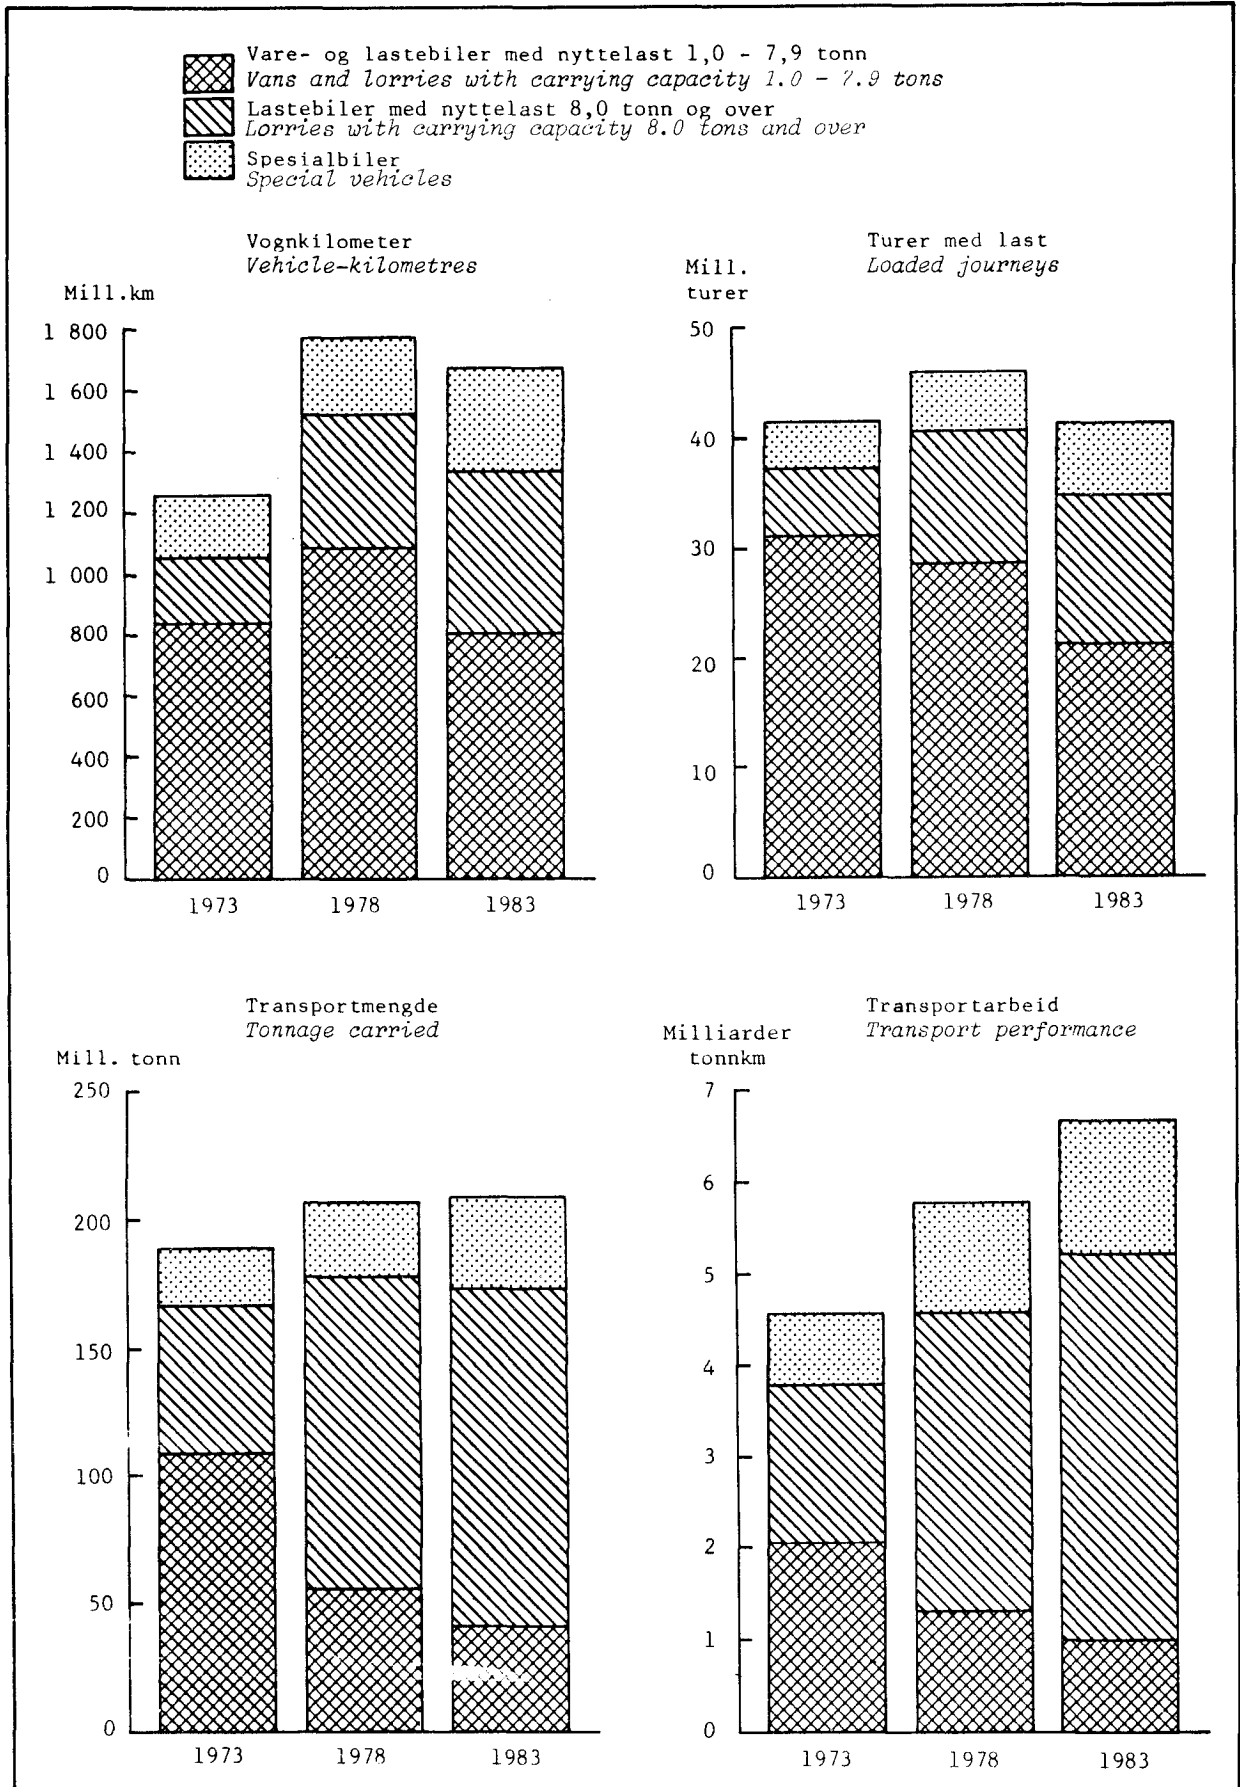 Vare- og lastebiler med nyttelast 1,0 - 7,9 tonn
Vans and lorries with carrying capacity 1.0 - 7.9 tons
Lastebiler med nyttelast 8,0 tonn og over
Lorries with carrying capacity 8.0 tons and over
Spesialbiler
Special vehicles
Vognkilometer
Vehicle-kilometres
Mill.km
1 800
1 600
1 400
1 200
1 000
800
600
400
200
0
1973
1978
1983
Turer med last
Loaded journeys
Mill.
turer
50
40
30
20
10
0
1973
1978
1983
Transportmengde
Tonnage carried
Mill. tonn
250
200
150
100
50
0
1973
1978
1983
Transportarbeid
Transport performance
Milliarder
tonnkm
7
6
5
4
3
2
1
0
1973
1978
1983